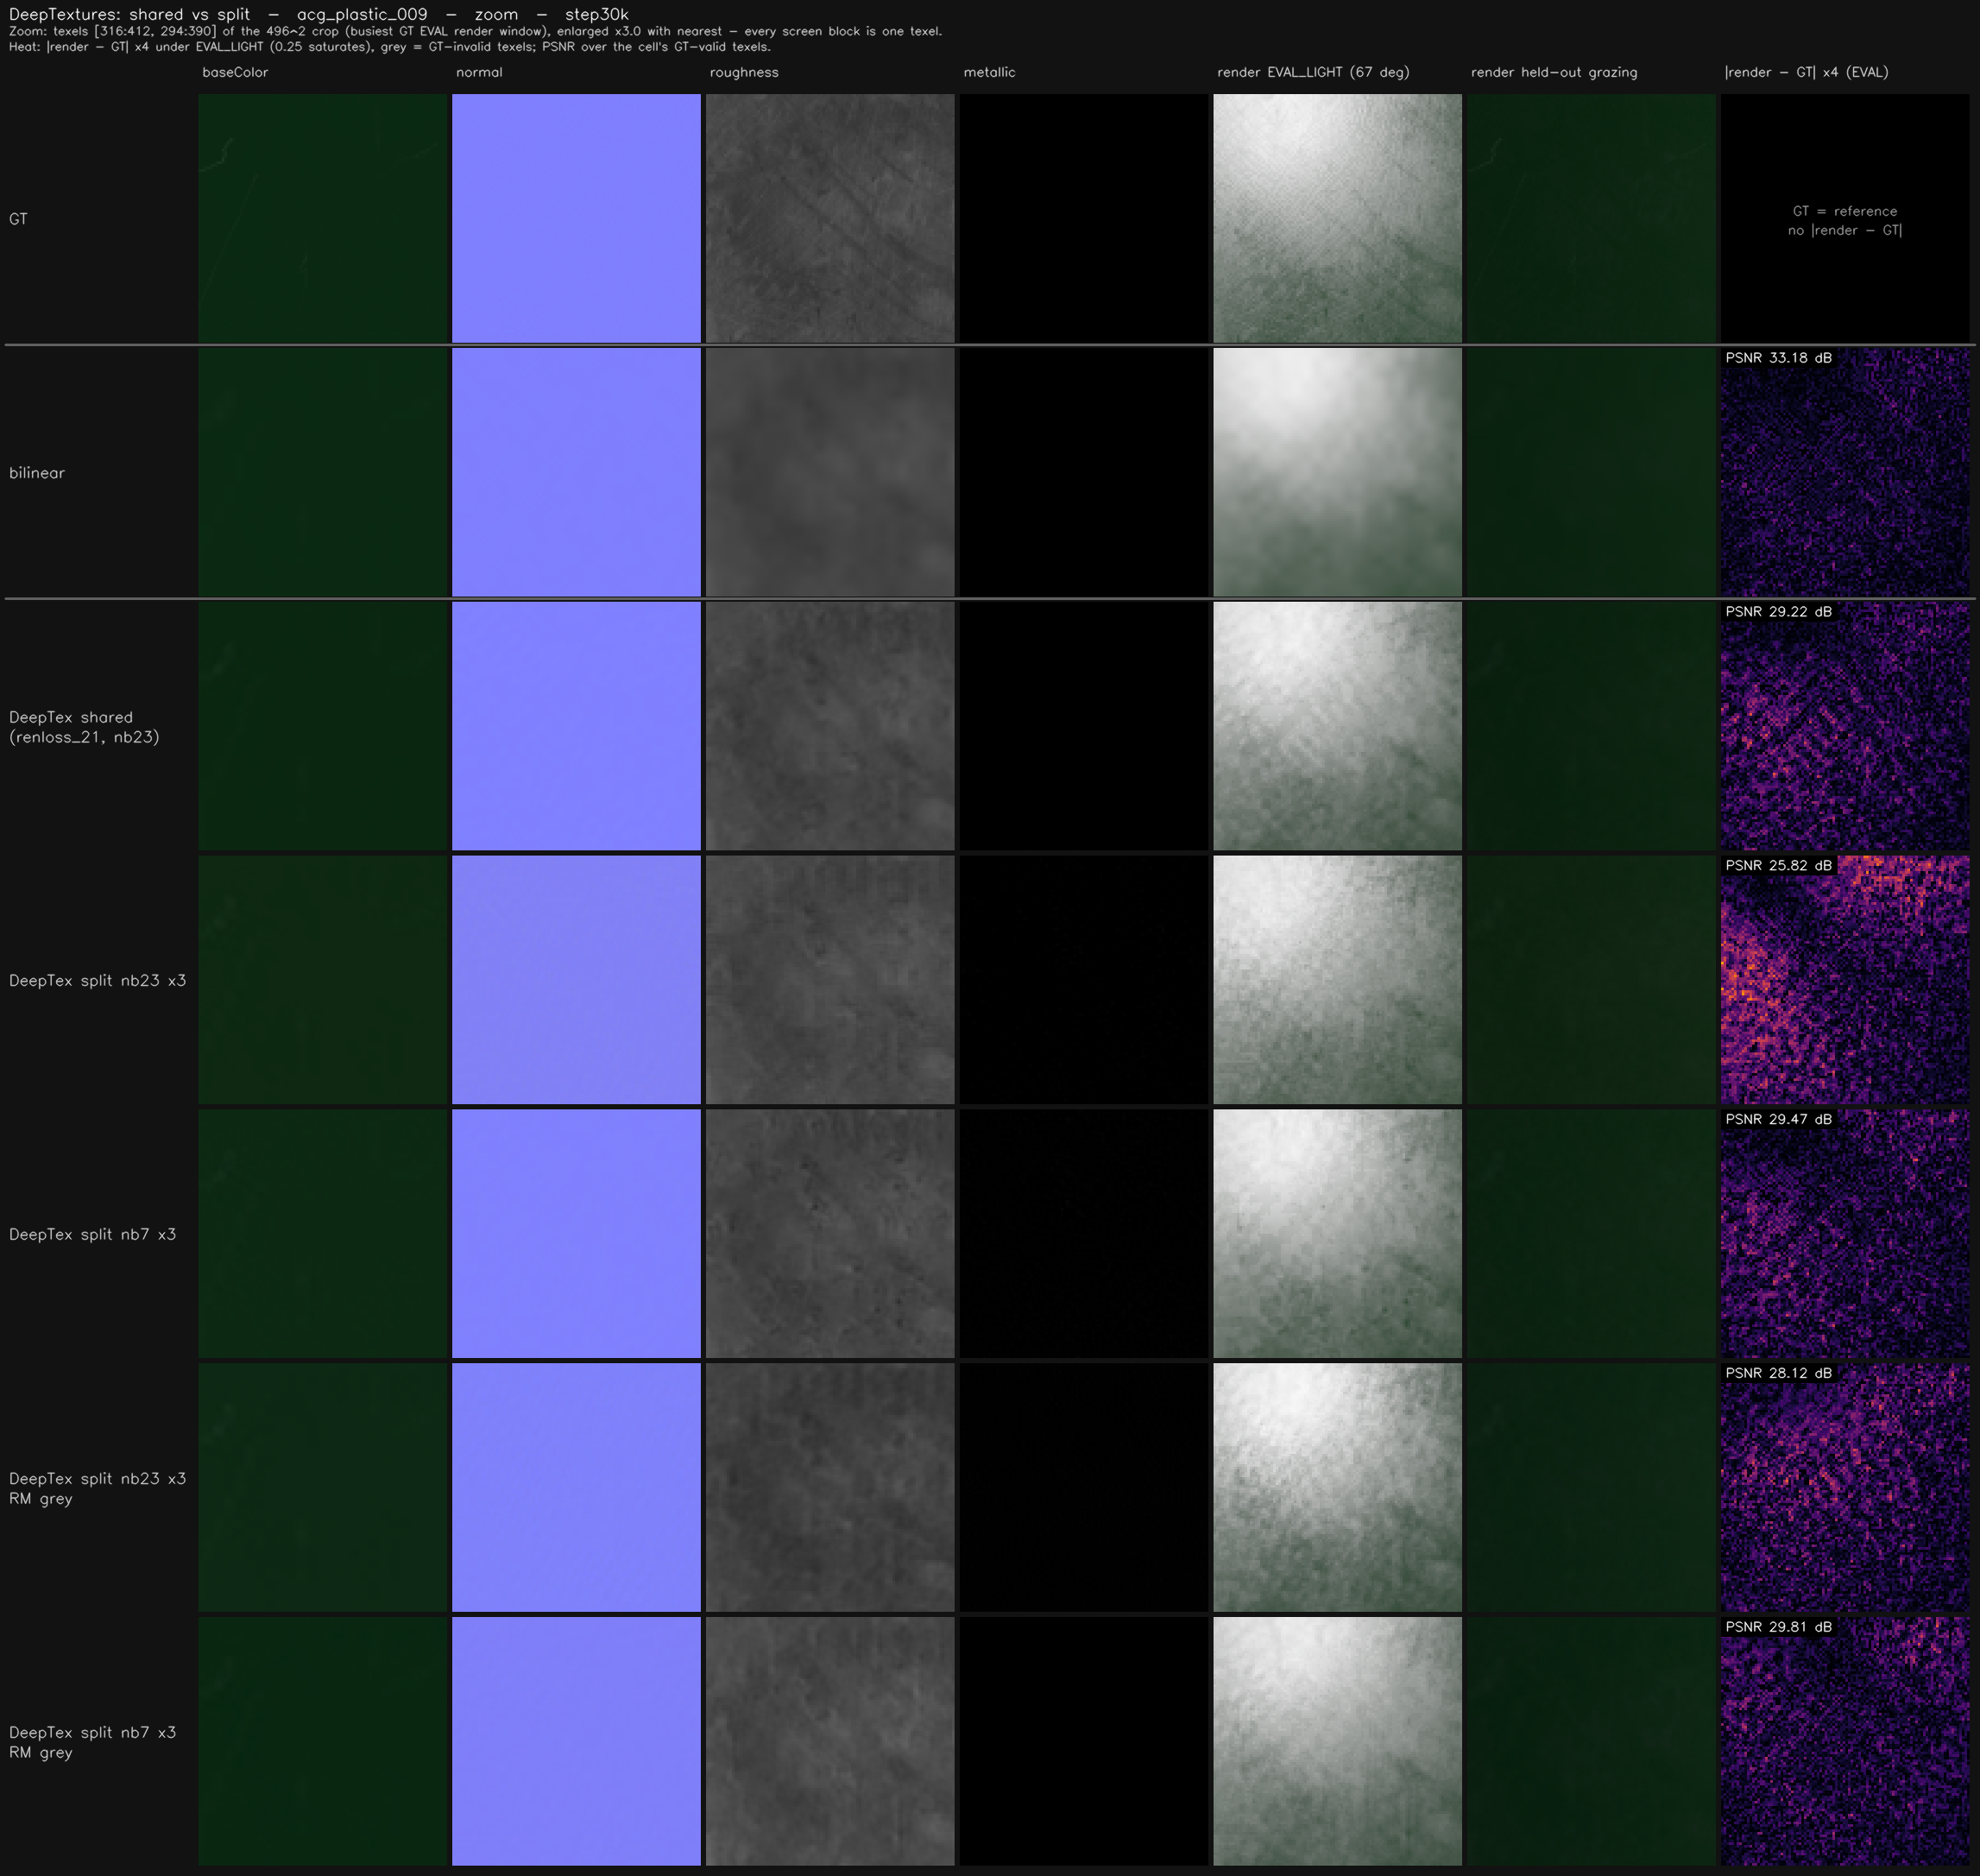 DeepTextures: shared vs split — acg_plastic_009 — zoom — step30k
Zoom: texels [316:412, 294:390] of the 496^2 crop (busiest GT EVAL render window), enlarged x3.0 with nearest — every screen block is one texel.
Heat: |render − GT| x4 under EVAL_LIGHT (0.25 saturates), grey = GT-invalid texels; PSNR over the cell's GT-valid texels.
baseColor normal roughness metallic render EVAL_LIGHT (67 deg) render held-out grazing |render − GT| x4 (EVAL)
GT
GT = reference
no |render − GT|
PSNR 33.18 dB
bilinear
PSNR 29.22 dB
DeepTex shared
(renloss_21, nb23)
PSNR 25.82 dB
DeepTex split nb23 x3
PSNR 29.47 dB
DeepTex split nb7 x3
PSNR 28.12 dB
DeepTex split nb23 x3
RM grey
PSNR 29.81 dB
DeepTex split nb7 x3
RM grey